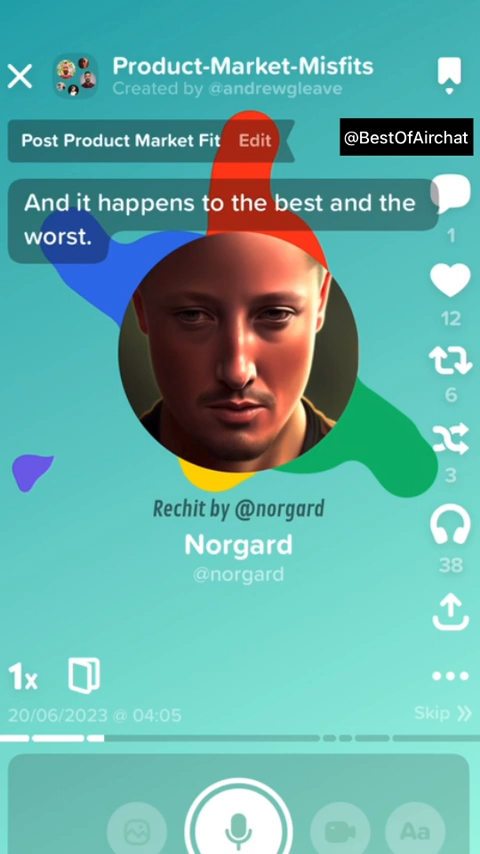 Product-Market-Misfits
Created by @andrewgleave
Post Product Market Fit Edit
@BestOfAirchat
And it happens to the best and the
worst.
1
12
6
3
38
Rechit by @norgard
Norgard
@norgard
1x
20/06/2023 @ 04:05
Skip
Aa